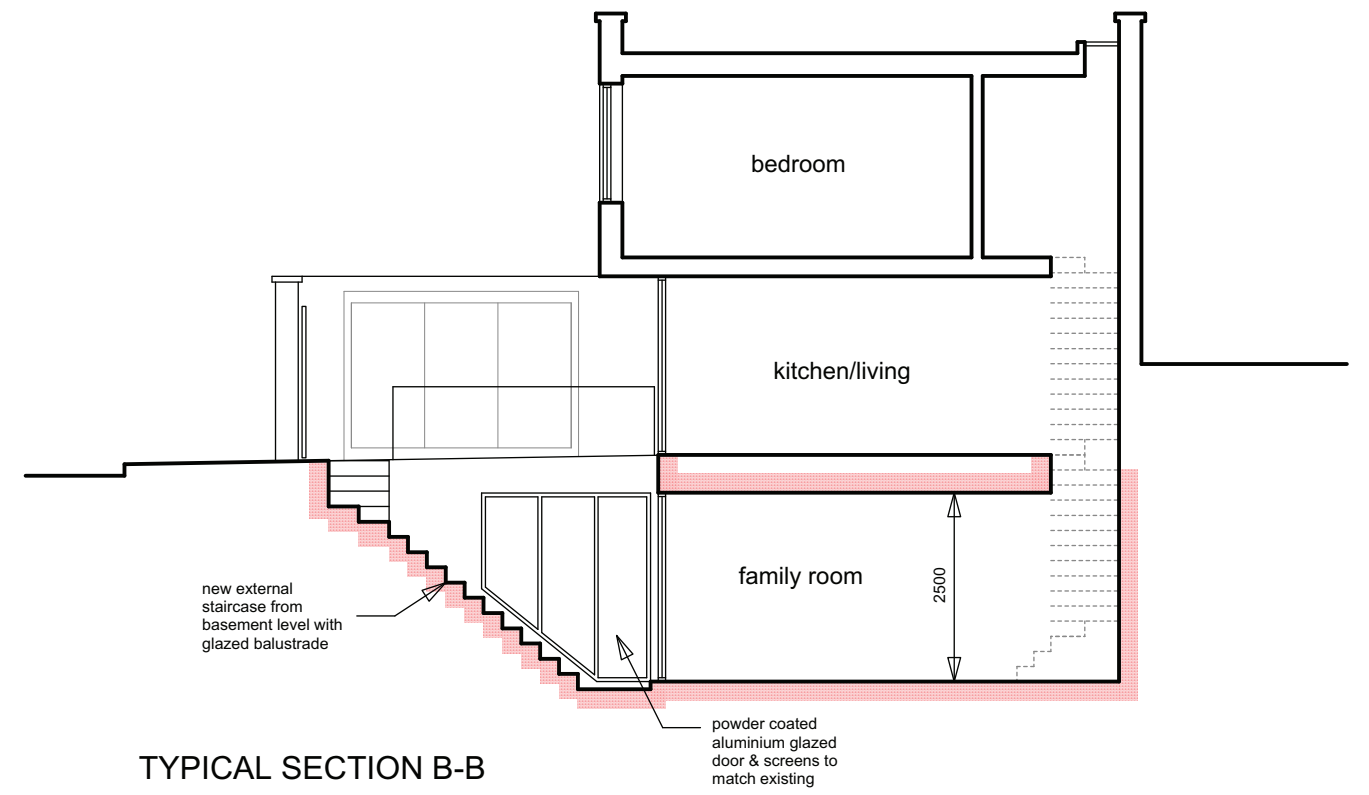 bedroom
kitchen/living
family room
2500
new external
staircase from
basement level with
glazed balustrade
powder coated
aluminium glazed
door & screens to
match existing
TYPICAL SECTION B-B